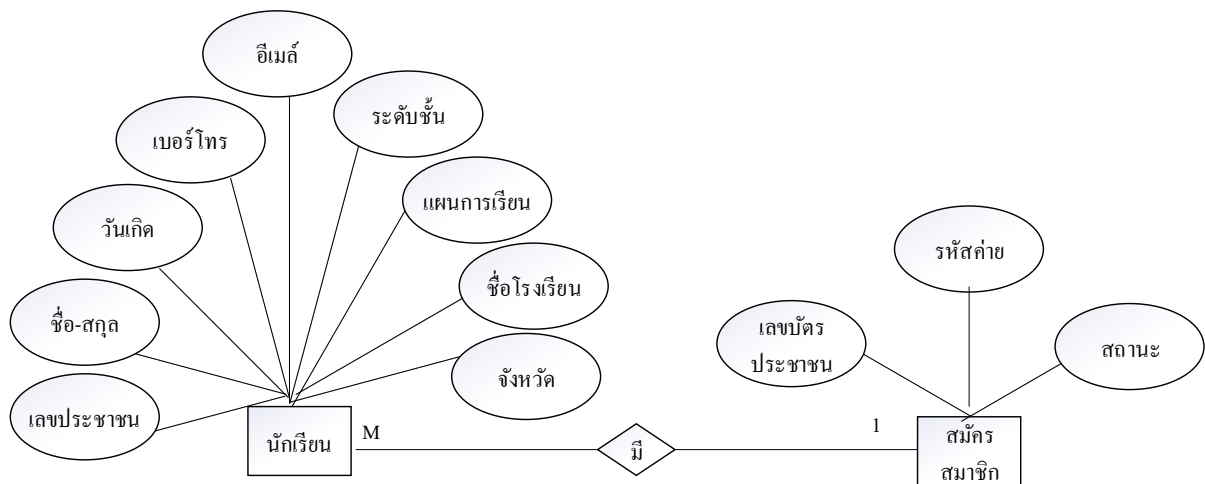 อีเมล์
ระดับชั้น
เบอร์โทร
แผนการเรียน
วันเกิด
รหัสค่าย
ชื่อโรงเรียน
ชื่อ-สกุล
เลขบัตร
ประชาชน
สถานะ
จังหวัด
เลขประชาชน
นักเรียน
M
มี
1
สมัคร
สมาชิก